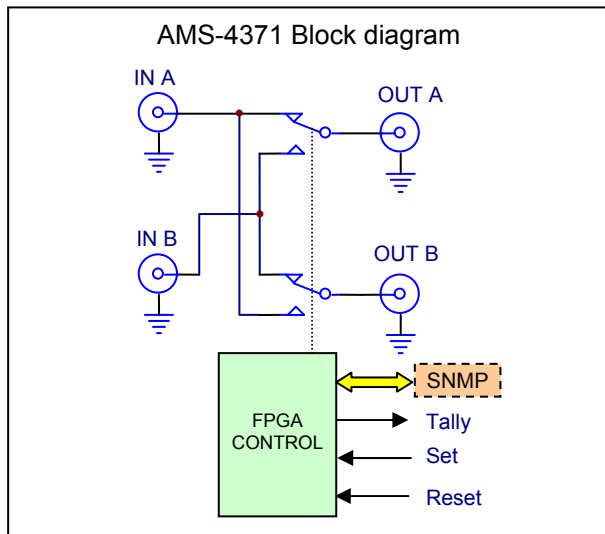 AMS-4371 Block diagram
IN A
OUT A
IN B
OUT B
FPGA
CONTROL
SNMP
Tally
Set
Reset